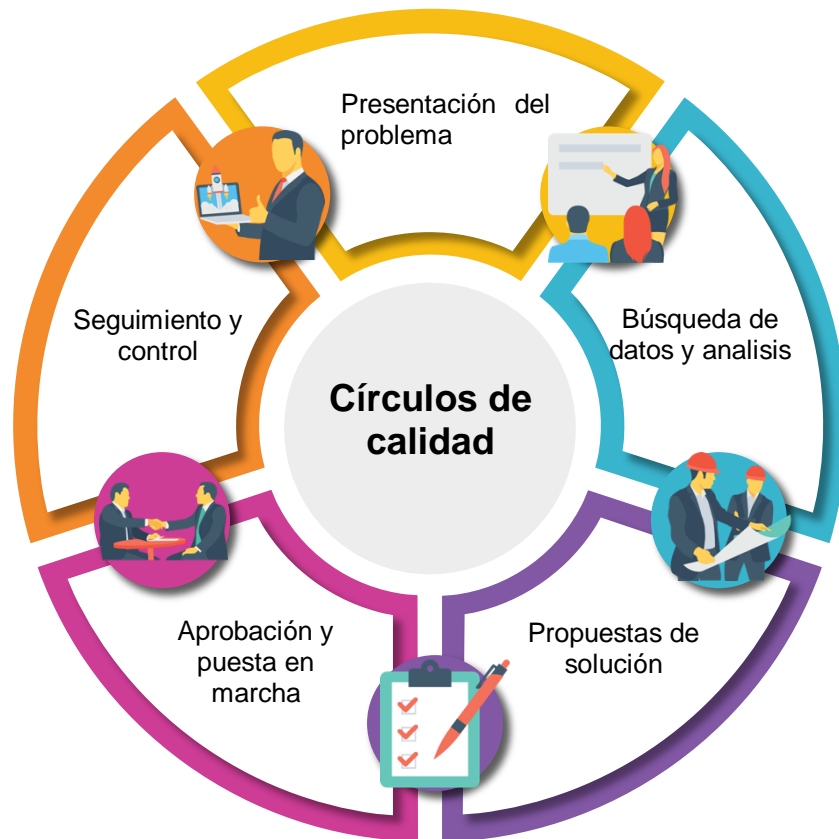 Presentación del
problema
Búsqueda de
datos y analisis
Propuestas de
solución
Aprobación y
puesta en
marcha
Seguimiento y
control
Círculos de
calidad